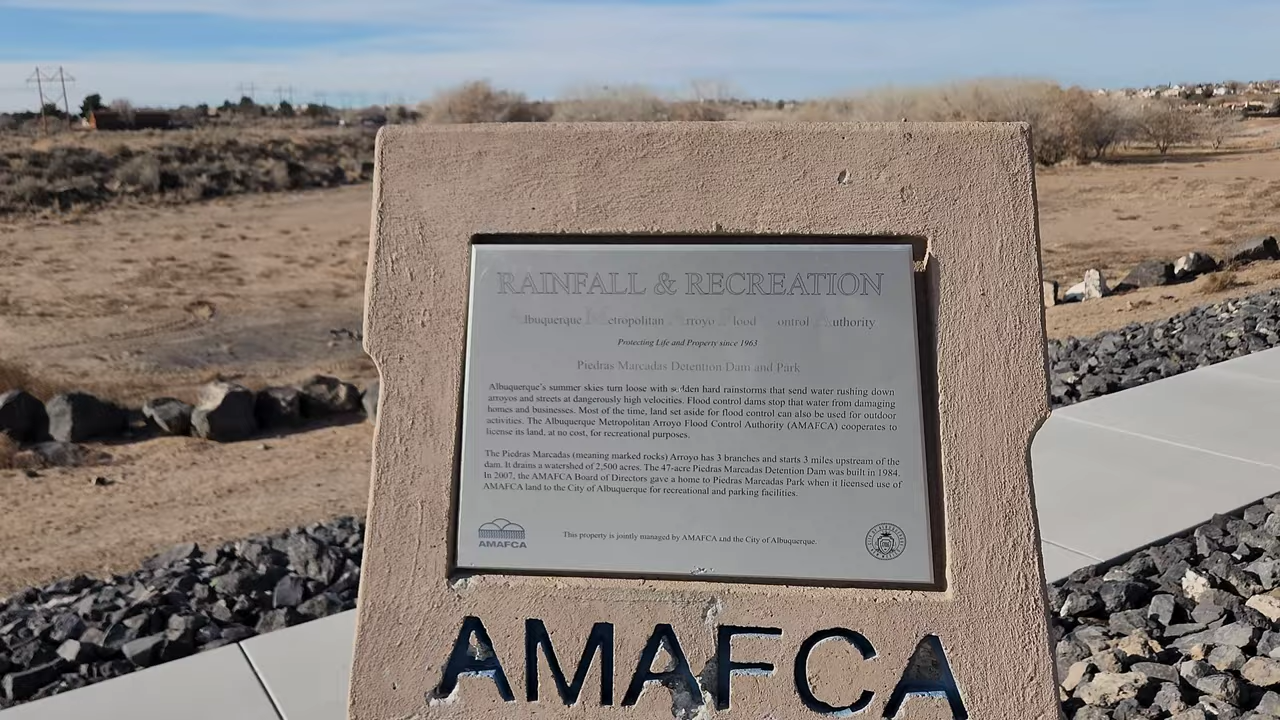 RAINFALL & RECREATION
Albuquerque Metropolitan Arroyo Flood Control Authority
Protecting Life and Property since 1963
Piedras Marcadas Detention Dam and Park
Albuquerque's summer skies turn loose with sudden hard rainstorms that send water rushing down
arroyos and streets at dangerously high velocities. Flood control dams stop that water from damaging
homes and businesses. Most of the time, land set aside for flood control can also be used for outdoor
activities. The Albuquerque Metropolitan Arroyo Flood Control Authority (AMAFCA) cooperates to
license its land, at no cost, for recreational purposes.
The Piedras Marcadas (meaning marked rocks) Arroyo has 3 branches and starts 3 miles upstream of the
dam. It drains a watershed of 2,500 acres. The 47-acre Piedras Marcadas Detention Dam was built in 1984.
In 2007, the AMAFCA Board of Directors gave a home to Piedras Marcadas Park when it licensed use of
AMAFCA land to the City of Albuquerque for recreational and parking facilities.
AMAFCA
This property is jointly managed by AMAFCA and the City of Albuquerque.
AMAFCA